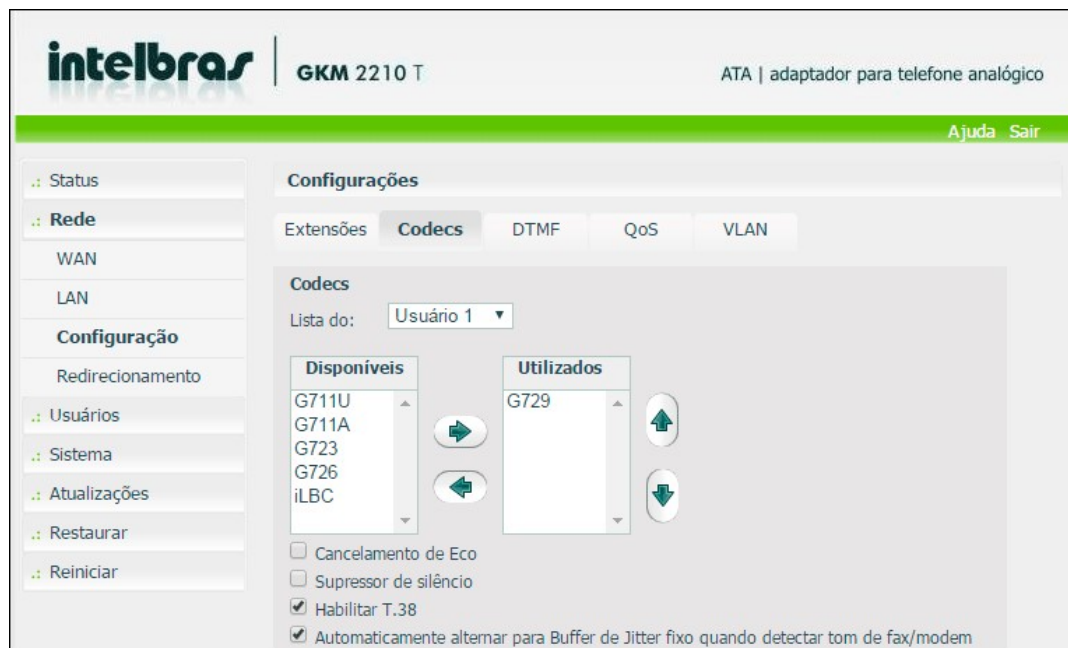 intelbras GKM 2210 T ATA | adaptador para telefone analógico
Ajuda Sair
.: Status
.: Rede
WAN
LAN
Configuração
Redirecionamento
.: Usuários
.: Sistema
.: Atualizações
.: Restaurar
.: Reiniciar
Configurações
Extensões Codecs DTMF QoS VLAN
Codecs
Lista do: Usuário 1
Disponíveis
G711U
G711A
G723
G726
iLBC
Utilizados
G729
Cancelamento de Eco
Supressor de silêncio
Habilitar T.38
Automaticamente alternar para Buffer de Jitter fixo quando detectar tom de fax/modem